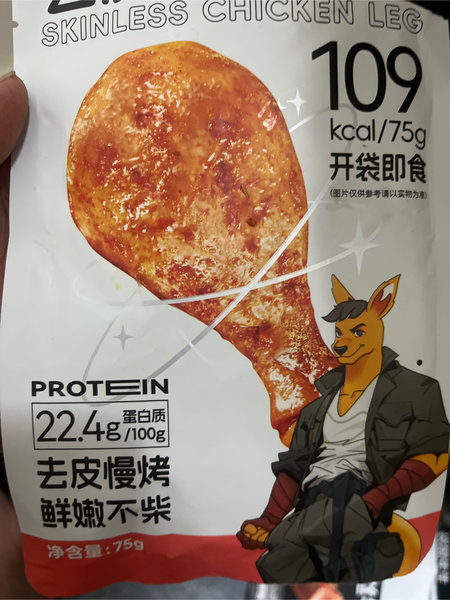 SKINLESS CHICKEN LEG
109
kcal/75g
开袋即食
(图片仅供参考请以实物为准)
PROTEIN
22.4g 蛋白质/100g
去皮慢烤
鲜嫩不柴
净含量:75g